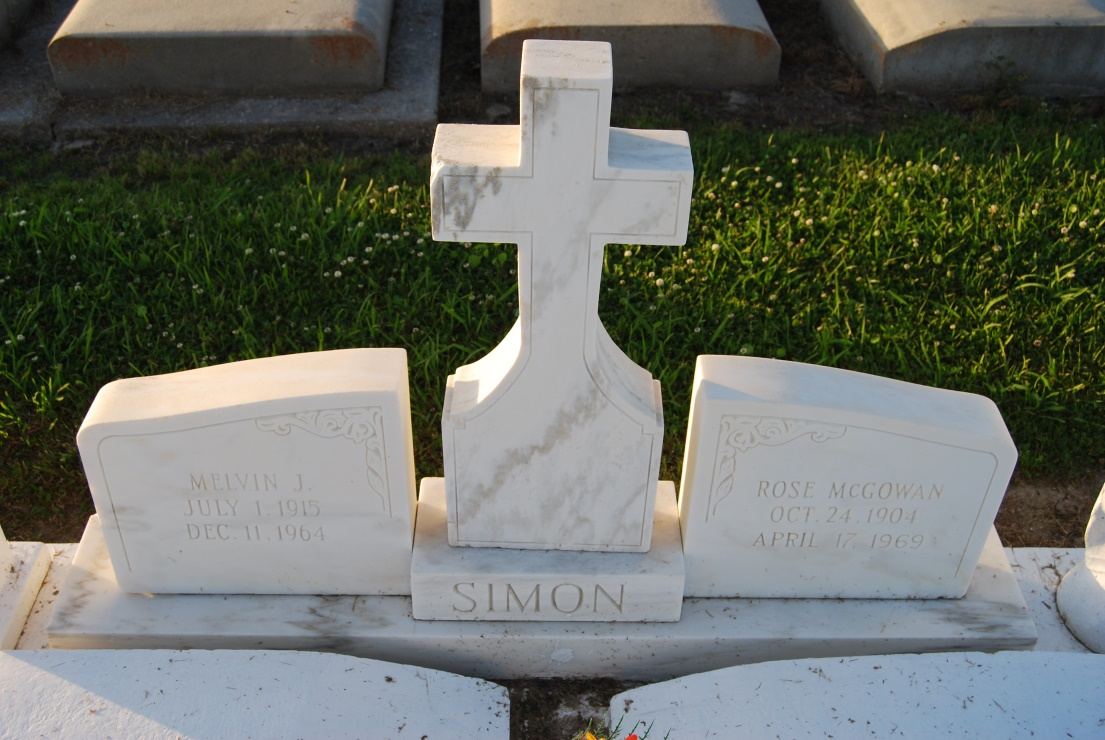 MELVIN J.
JULY 1, 1915
DEC. 11, 1964
SIMON
ROSE MCGOWAN
OCT. 24, 1904
APRIL 17, 1969